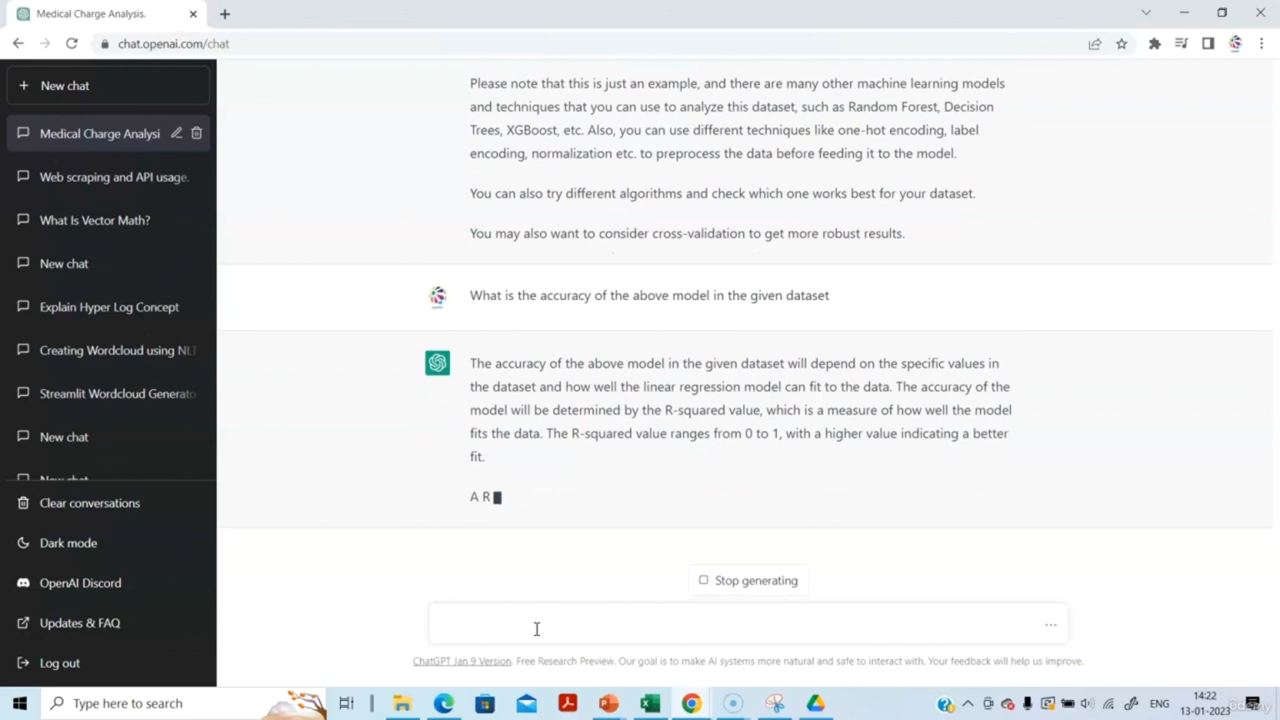 Medical Charge Analysis.
chat.openai.com/chat
New chat
Medical Charge Analysi
Web scraping and API usage.
What Is Vector Math?
New chat
Explain Hyper Log Concept
Creating Wordcloud using NLT
Streamlit Wordcloud Generato
New chat
New chat
Clear conversations
Dark mode
OpenAI Discord
Updates & FAQ
Log out
Please note that this is just an example, and there are many other machine learning models
and techniques that you can use to analyze this dataset, such as Random Forest, Decision
Trees, XGBoost, etc. Also, you can use different techniques like one-hot encoding, label
encoding, normalization etc. to preprocess the data before feeding it to the model.
You can also try different algorithms and check which one works best for your dataset.
You may also want to consider cross-validation to get more robust results.
What is the accuracy of the above model in the given dataset
The accuracy of the above model in the given dataset will depend on the specific values in
the dataset and how well the linear regression model can fit to the data. The accuracy of the
model will be determined by the R-squared value, which is a measure of how well the model
fits the data. The R-squared value ranges from 0 to 1, with a higher value indicating a better
fit.
A R
Stop generating
ChatGPT Jan 9 Version. Free Research Preview. Our goal is to make AI systems more natural and safe to interact with. Your feedback will help us improve.
Type here to search
ENG
14:22
13-01-2023
Udemy